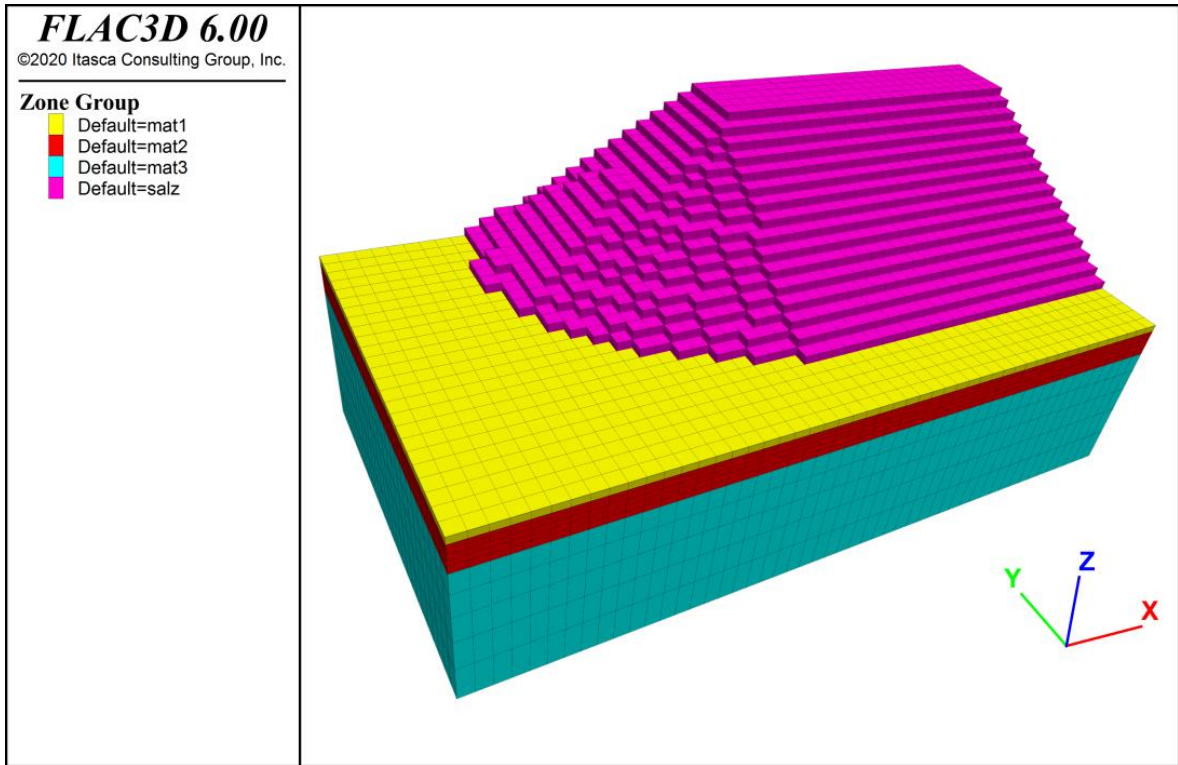 FLAC3D 6.00
©2020 Itasca Consulting Group, Inc.
Zone Group
Default=mat1
Default=mat2
Default=mat3
Default=salz
Y
Z
X